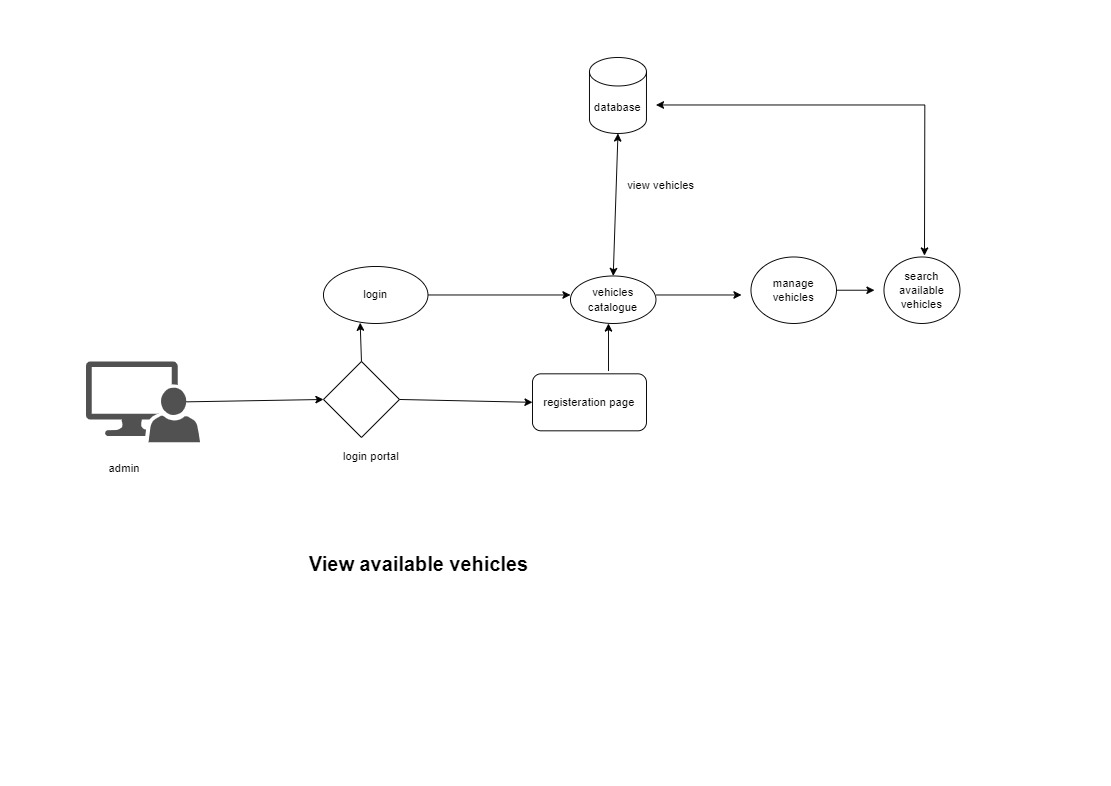 database
view vehicles
login
vehicles
catalogue
manage
vehicles
search
available
vehicles
registeration page
login portal
admin
View available vehicles